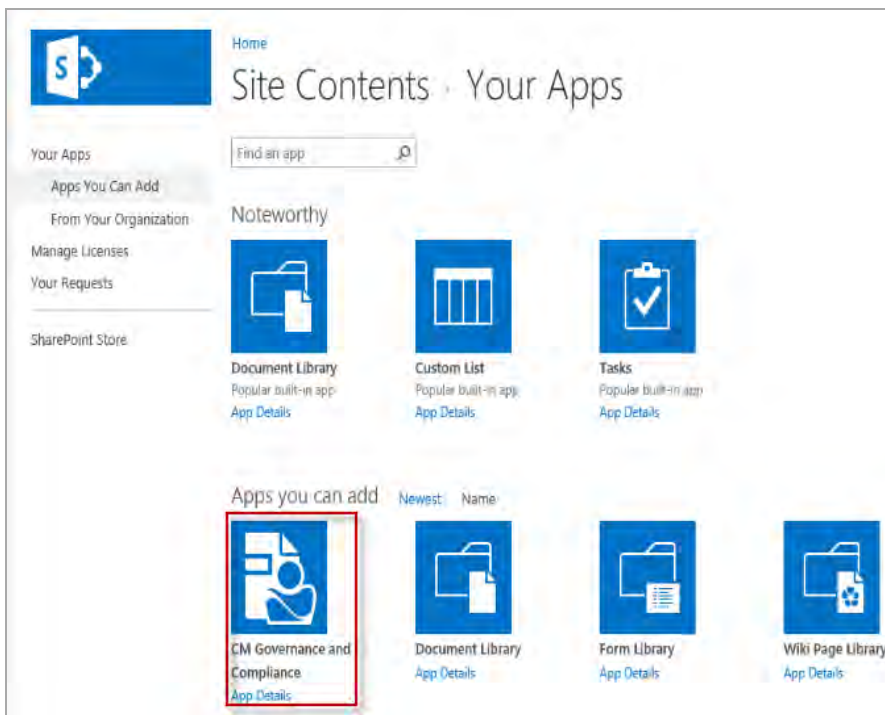 S
Home
Site Contents › Your Apps
Your Apps
Apps You Can Add
From Your Organization
Manage Licenses
Your Requests
SharePoint Store
Find an app
Noteworthy
Document Library
Popular built-in app
App Details
Custom List
Popular built-in app
App Details
Tasks
Popular built-in app
App Details
Apps you can add Newest Name
CM Governance and
Compliance
App Details
Document Library
App Details
Form Library
App Details
Wiki Page Library
App Details